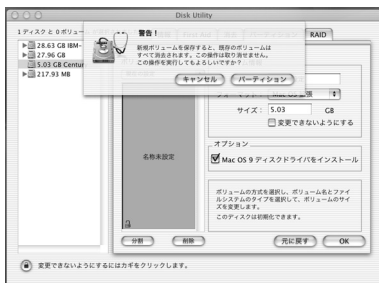 Disk Utility
1 ディスク と 0 ボリュー
28.63 GB IBM-
27.96 GB
5.03 GB Centur
217.93 MB
警告！
新規ボリュームを保存すると、既存のボリュームは
すべて消去されます。この操作は取り消せません。
この操作を実行してもよろしいですか？
キャンセル
パーティション
RAID
サイズ：
5.03
GB
変更できないようにする
オプション
Mac OS 9 ディスクドライバをインストール
名称未設定
ボリュームの方式を選択し、ボリューム名とファイ
ルシステムのタイプを選択して、ボリュームのサイ
ズを変更します。
このディスクは初期化できます。
分割
削除
元に戻す
OK
変更できないようにするにはカギをクリックします。